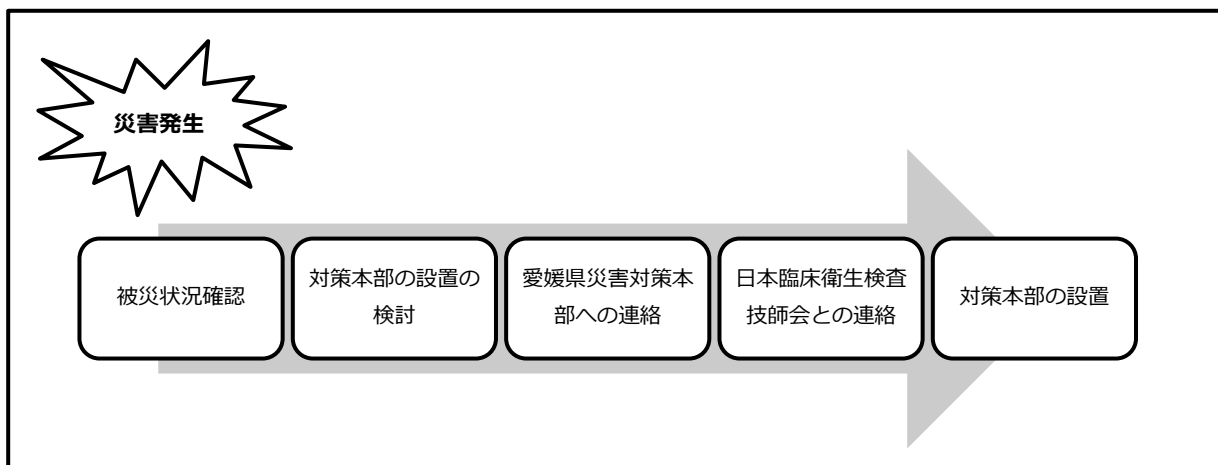 災害発生
被災状況確認
対策本部の設置の
検討
愛媛県災害対策本
部への連絡
日本臨床衛生検査
技師会との連絡
対策本部の設置